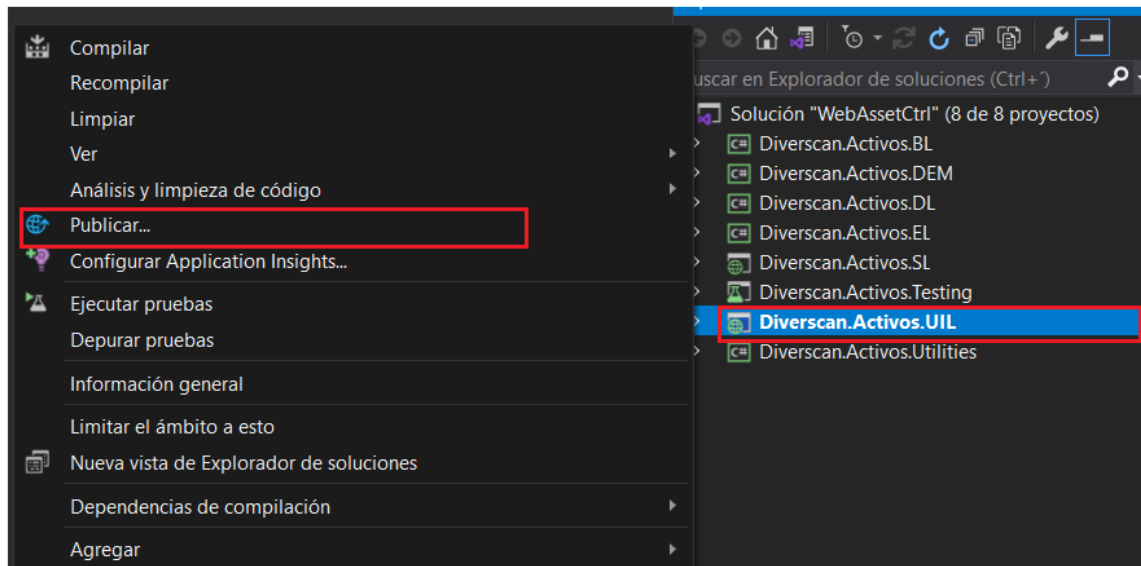 Compilar
Recompilar
Limpiar
Ver
Análisis y limpieza de código
Publicar...
Configurar Application Insights...
Ejecutar pruebas
Depurar pruebas
Información general
Limitar el ámbito a esto
Nueva vista de Explorador de soluciones
Dependencias de compilación
Agregar
uscar en Explorador de soluciones (Ctrl+´)
Solución "WebAssetCtrl" (8 de 8 proyectos)
C# Diverscan.Activos.BL
C# Diverscan.Activos.DEM
C# Diverscan.Activos.DL
C# Diverscan.Activos.EL
Diverscan.Activos.SL
Diverscan.Activos.Testing
Diverscan.Activos.UIL
C# Diverscan.Activos.Utilities